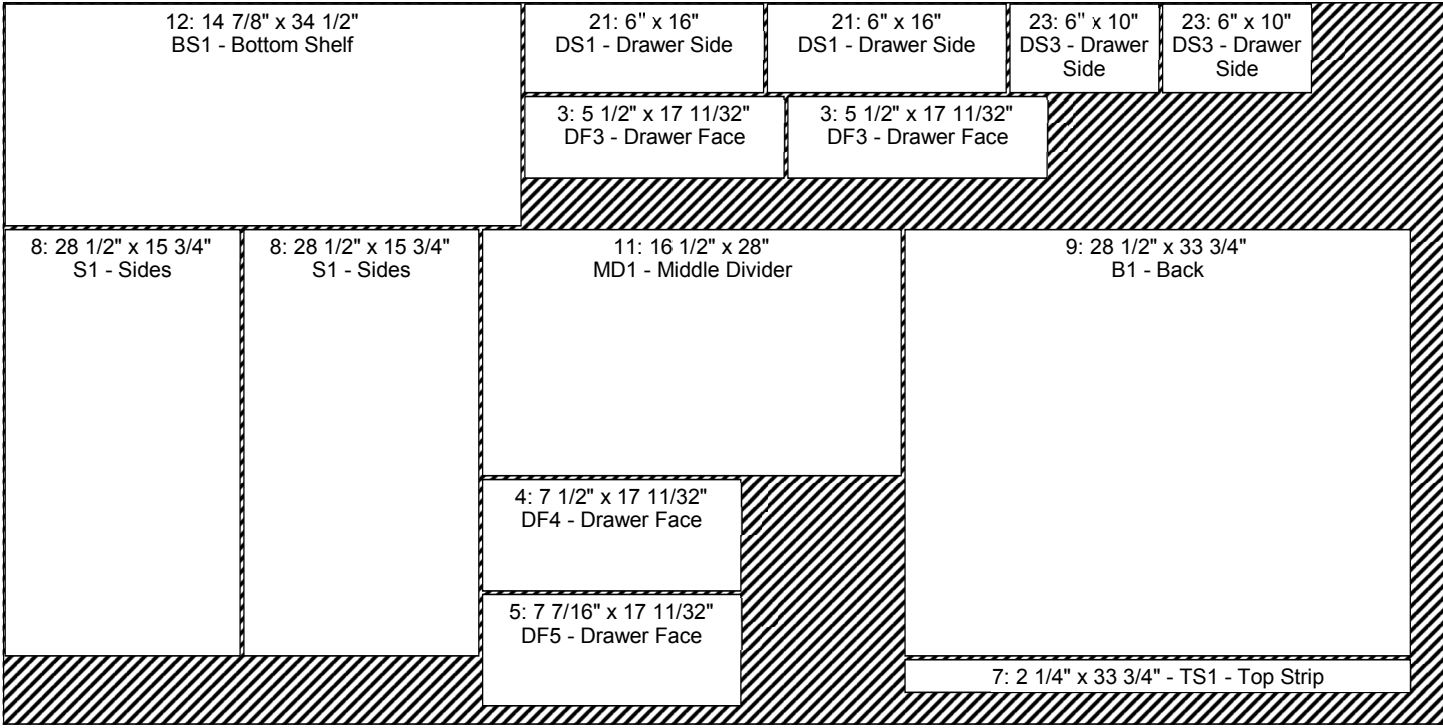 12: 14 7/8" x 34 1/2"
BS1 - Bottom Shelf
21: 6" x 16"
DS1 - Drawer Side
21: 6" x 16"
DS1 - Drawer Side
23: 6" x 10"
DS3 - Drawer
Side
23: 6" x 10"
DS3 - Drawer
Side
3: 5 1/2" x 17 11/32"
DF3 - Drawer Face
3: 5 1/2" x 17 11/32"
DF3 - Drawer Face
8: 28 1/2" x 15 3/4"
S1 - Sides
8: 28 1/2" x 15 3/4"
S1 - Sides
11: 16 1/2" x 28"
MD1 - Middle Divider
9: 28 1/2" x 33 3/4"
B1 - Back
4: 7 1/2" x 17 11/32"
DF4 - Drawer Face
5: 7 7/16" x 17 11/32"
DF5 - Drawer Face
7: 2 1/4" x 33 3/4" - TS1 - Top Strip